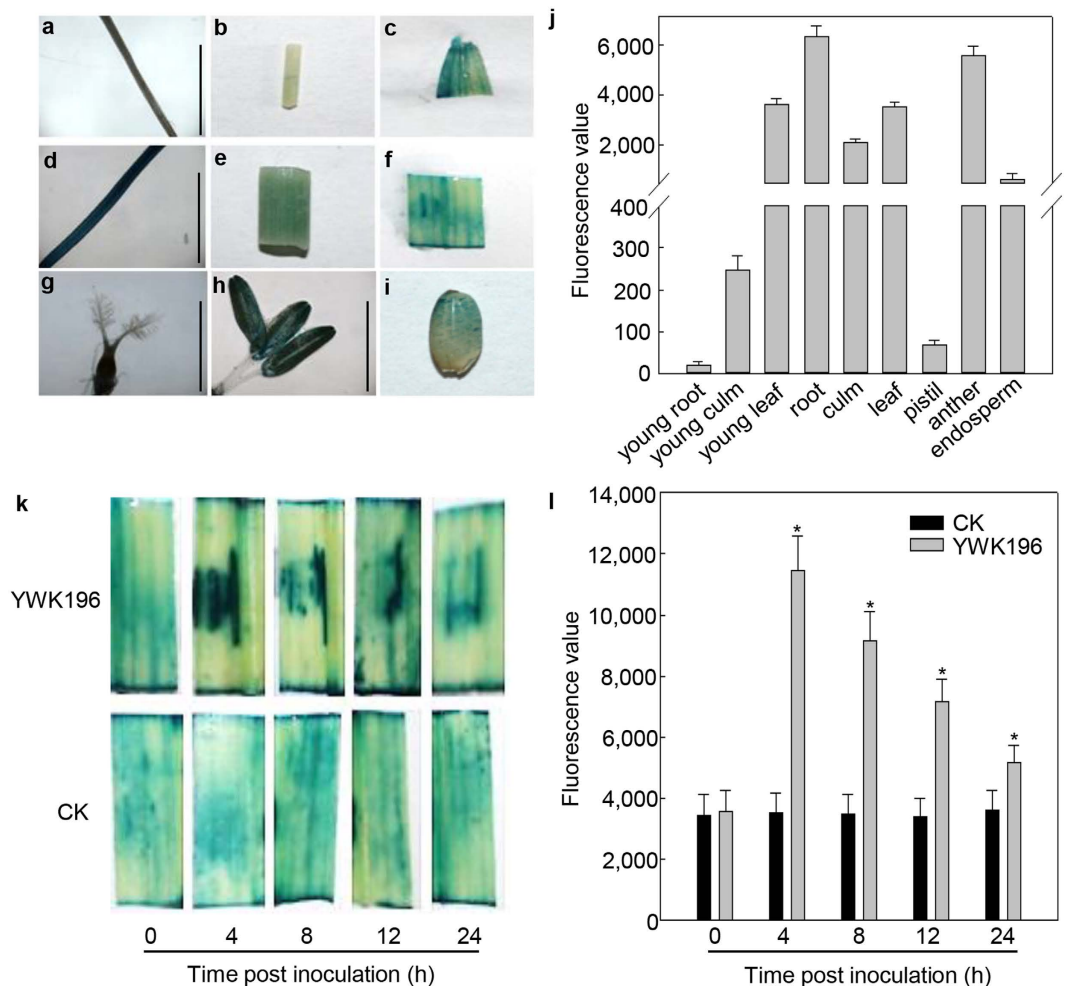 a
b
c
d
e
f
g
h
i
j
Fluorescence value
6,000
4,000
2,000
400
300
200
100
0
young root
young culm
young leaf
root
culm
leaf
pistil
anther
endosperm
k
YWK196
CK
0 4 8 12 24
Time post inoculation (h)
l
Fluorescence value
14,000
12,000
10,000
8,000
6,000
4,000
2,000
0
CK
YWK196
*
*
*
*
0 4 8 12 24
Time post inoculation (h)